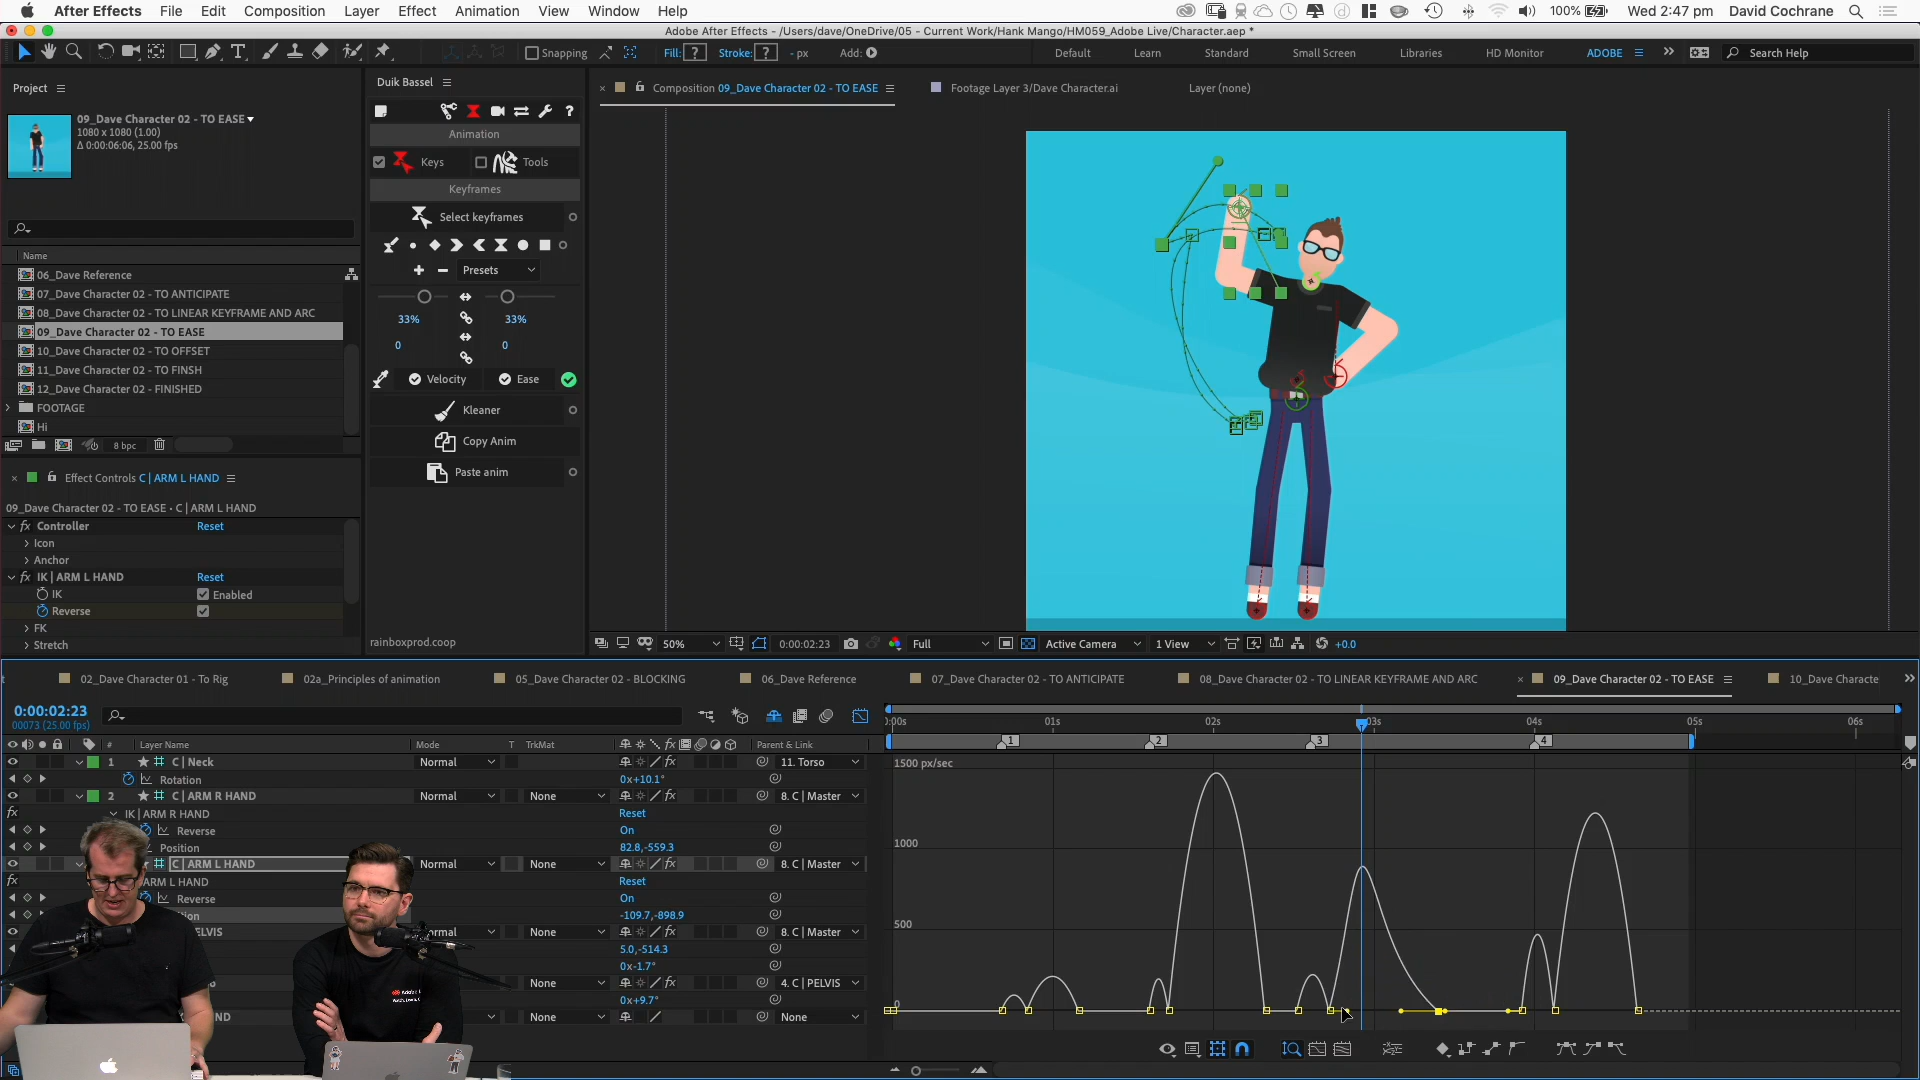 After Effects File Edit Composition Layer Effect Animation View Window Help 100% Wed 2:47 pm David Cochrane
Adobe After Effects - /Users/dave/OneDrive/05 - Current Work/Hank Mango/HM059_Adobe Live/Character.aep *
Snapping Fill: ? Stroke: ? - px Add: Default Learn Standard Small Screen Libraries HD Monitor ADOBE Search Help
Project
09_Dave Character 02 - TO EASE
1080 x 1080 (1.00)
Δ 0:00:06:06, 25.00 fps
Name
06_Dave Reference
07_Dave Character 02 - TO ANTICIPATE
08_Dave Character 02 - TO LINEAR KEYFRAME AND ARC
09_Dave Character 02 - TO EASE
10_Dave Character 02 - TO OFFSET
11_Dave Character 02 - TO FINSH
12_Dave Character 02 - FINISHED
FOOTAGE
Hi
8 bpc
Effect Controls C | ARM L HAND
09_Dave Character 02 - TO EASE • C | ARM L HAND
fx Controller Reset
Icon
Anchor
fx IK | ARM L HAND Reset
IK Enabled
Reverse
FK
Stretch
Duik Bassel
?
Animation
Keys Tools
Keyframes
Select keyframes
Presets
33% 33%
0 0
Velocity Ease
Kleaner
Copy Anim
Paste anim
rainboxprod.coop
Composition 09_Dave Character 02 - TO EASE Footage Layer 3/Dave Character.ai Layer (none)
50% 0:00:02:23 Full Active Camera 1 View +0.0
t 02_Dave Character 01 - To Rig 02a_Principles of animation 05_Dave Character 02 - BLOCKING 06_Dave Reference 07_Dave Character 02 - TO ANTICIPATE 08_Dave Character 02 - TO LINEAR KEYFRAME AND ARC 09_Dave Character 02 - TO EASE 10_Dave Characte
0:00:02:23
00073 (25.00 fps)
# Layer Name Mode T TrkMat fx Parent & Link
1 C | Neck Normal fx 11. Torso
Rotation 0x+10.1°
2 C | ARM R HAND Normal None fx 8. C | Master
fx IK | ARM R HAND Reset
Reverse On
Position 82.8,-559.3
C | ARM L HAND Normal None fx 8. C | Master
fx ARM L HAND Reset
Reverse On
tion -109.7,-898.9
PELVIS ormal None fx 8. C | Master
5.0,-514.3
0x-1.7°
None fx 4. C | PELVIS
0x+9.7°
ND None None
:00s 01s 02s 03s 04s 05s 06s
1 2 3 4
1500 px/sec
1000
500
0